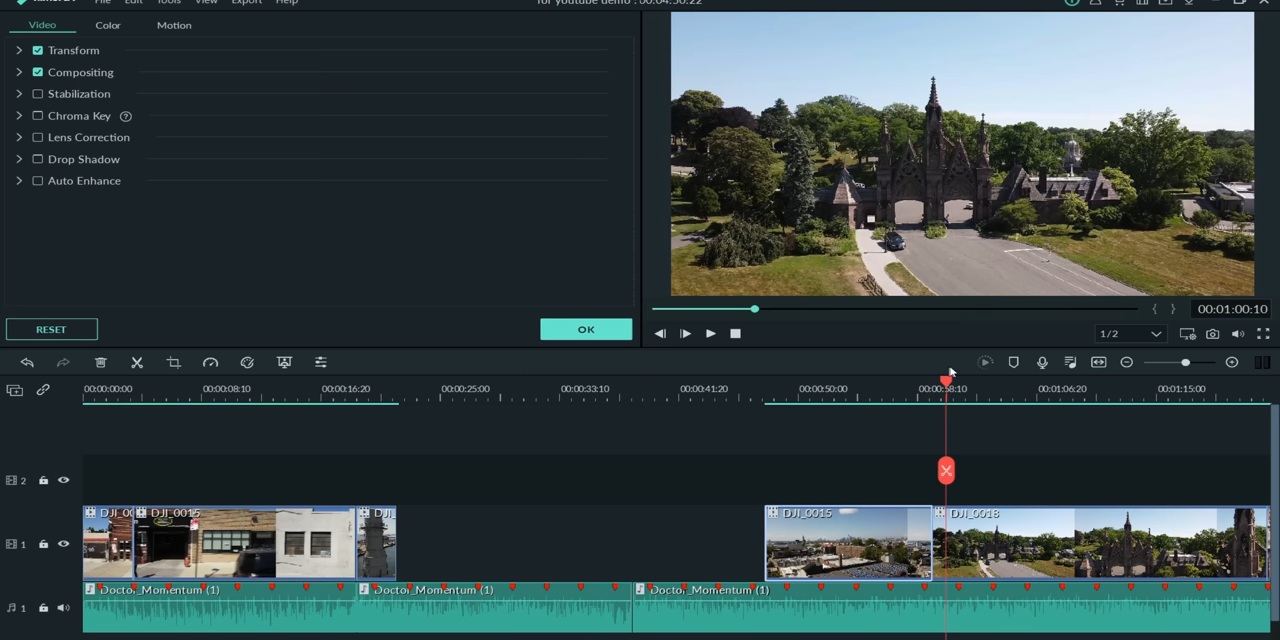 File Edit Tools View Export Help
for youtube demo : 00:04:50:22
Video Color Motion
Transform
Compositing
Stabilization
Chroma Key ?
Lens Correction
Drop Shadow
Auto Enhance
RESET OK
{ } 00:01:00:10
1/2
00:00:00:00 00:00:08:10 00:00:16:20 00:00:25:00 00:00:33:10 00:00:41:20 00:00:50:00 00:00:58:10 00:01:06:20 00:01:15:00
2
1 DJI_00 DJI_0015 DJI_ DJI_0015 DJI_0018
1 Doctor_Momentum (1) Doctor_Momentum (1) Doctor_Momentum (1)